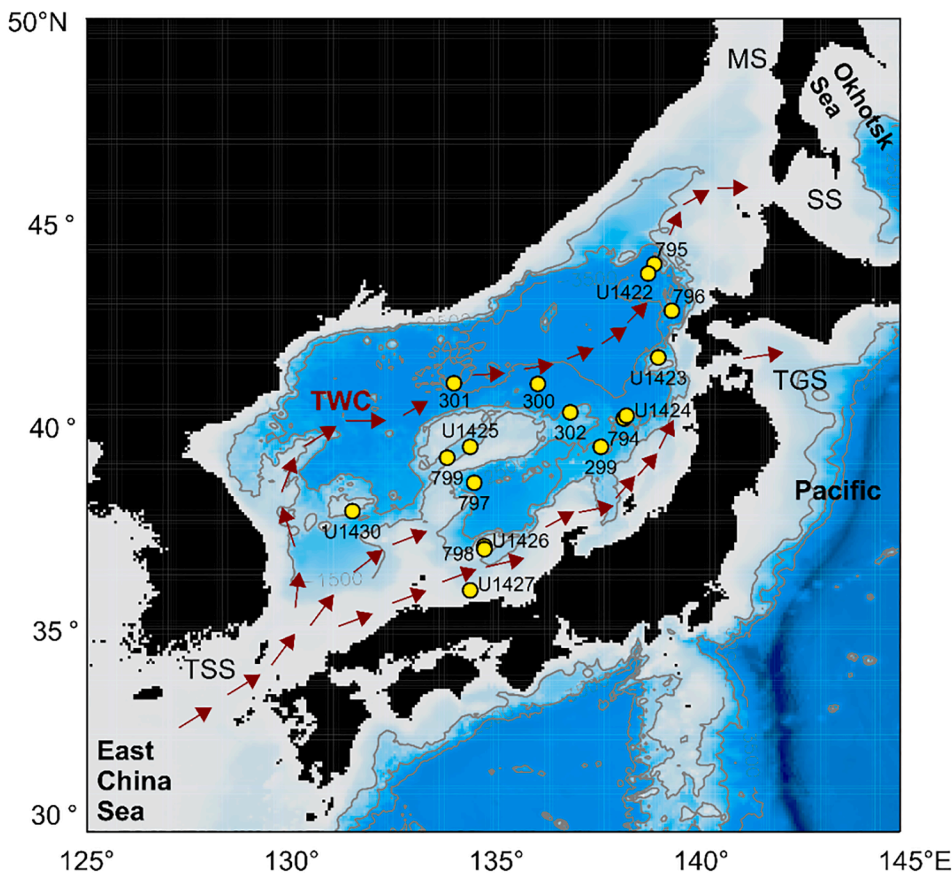 50°N
MS
Okhotsk
Sea
45 °
SS
795
U1422
796
2500
U1423
TGS
301
300
TWC
U1424
302
794
40 °
U1425
299
799
797
Pacific
U1430
U1426
798
1500
U1427
35 °
TSS
East
China
Sea
30 °
125°
130°
135°
140°
145°E